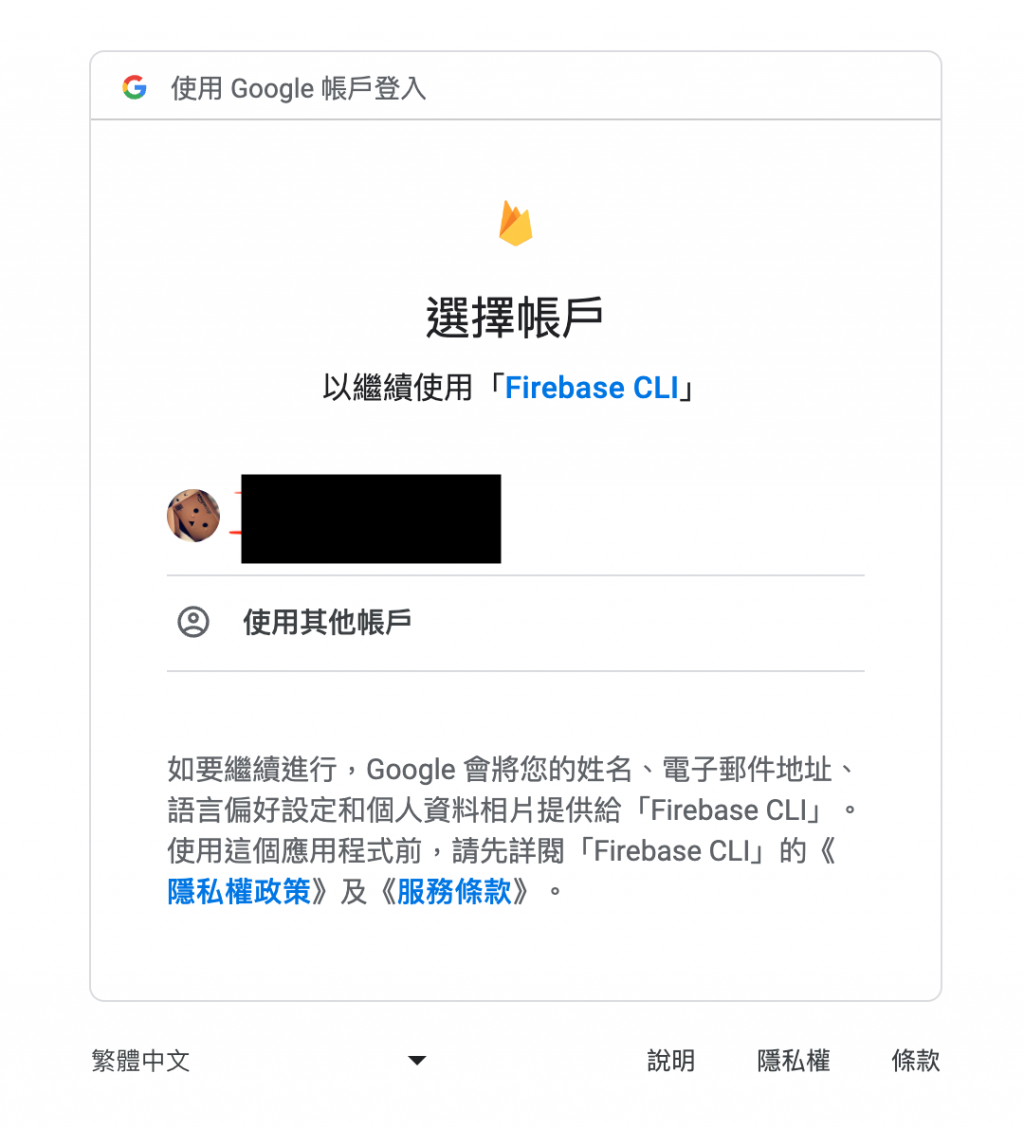 使用 Google 帳戶登入
選擇帳戶
以繼續使用「Firebase CLI」
使用其他帳戶
如要繼續進行，Google 會將您的姓名、電子郵件地址、
語言偏好設定和個人資料相片提供給「Firebase CLI」。
使用這個應用程式前，請先詳閱「Firebase CLI」的《
隱私權政策》及《服務條款》。
繁體中文
說明
隱私權
條款